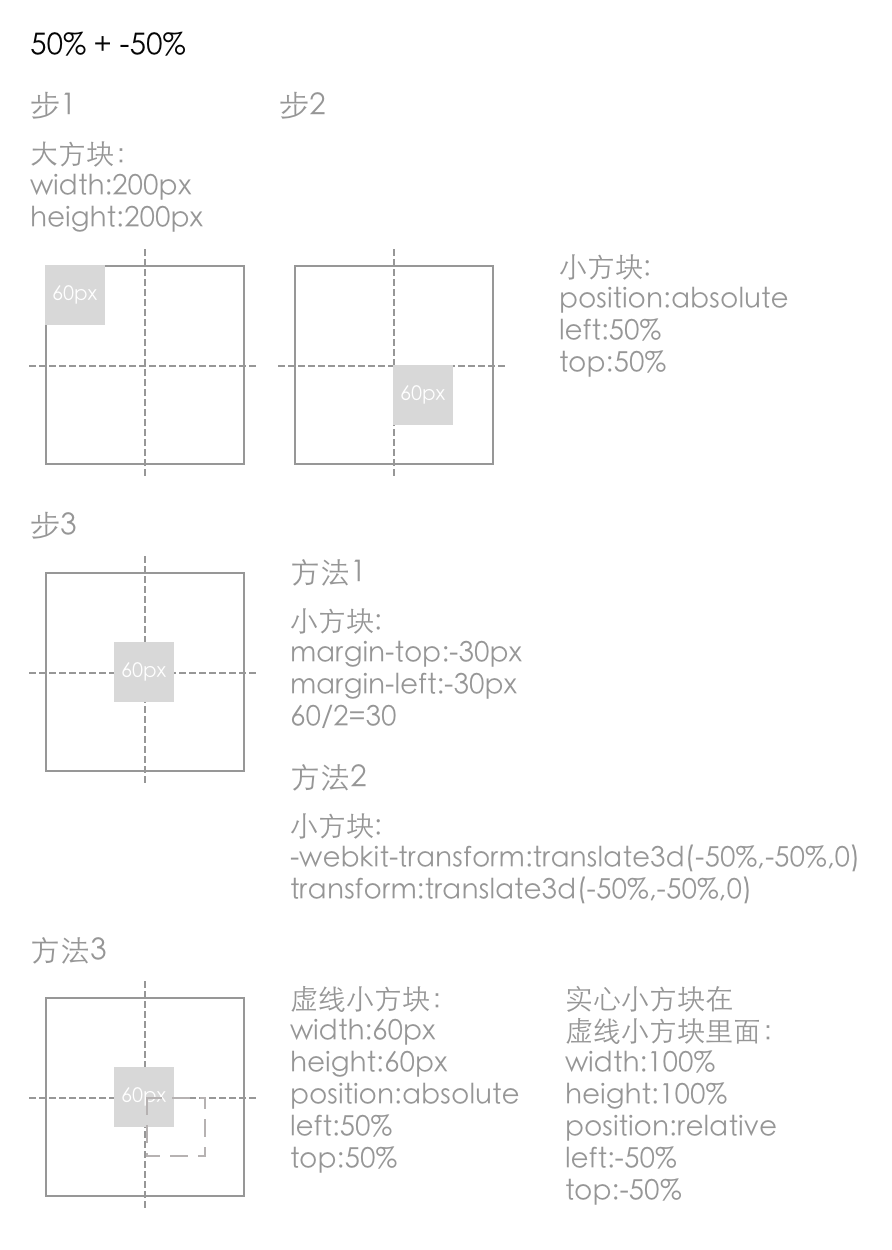 50% + -50%
步1
步2
大方块：
width:200px
height:200px
60px
60px
小方块:
position:absolute
left:50%
top:50%
步3
60px
方法1
小方块:
margin-top:-30px
margin-left:-30px
60/2=30
方法2
小方块:
-webkit-transform:translate3d(-50%,-50%,0)
transform:translate3d(-50%,-50%,0)
方法3
60px
虚线小方块：
width:60px
height:60px
position:absolute
left:50%
top:50%
实心小方块在
虚线小方块里面：
width:100%
height:100%
position:relative
left:-50%
top:-50%